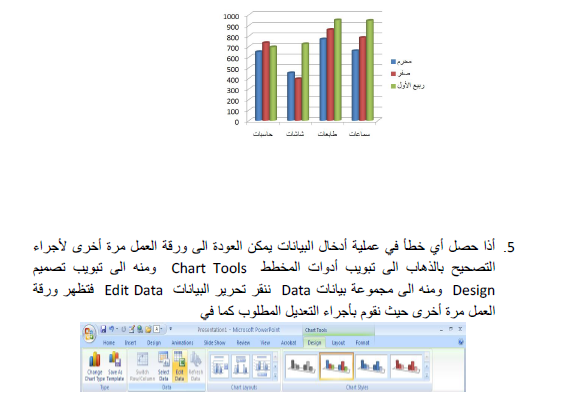 1000
900
800
700
600
500
400
300
200
100
0
حاسبات شاشات طابعات سماعات
محرم
صفر
ربيع الأول
5. أذا حصل أي خطأ في عملية أدخال البيانات يمكن العودة الى ورقة العمل مرة أخرى لأجراء
التصحيح بالذهاب الى تبويب أدوات المخطط Chart Tools ومنه الى تبويب تصميم
Design ومنه الى مجموعة بيانات Data ننقر تحرير البيانات Edit Data فتظهر ورقة
العمل مرة أخرى حيث نقوم بأجراء التعديل المطلوب كما في
Presentation1 - Microsoft PowerPoint Chart Tools
Home Insert Design Animations Slide Show Review View Acrobat Design Layout Format
Change Save As Switch Select Edit Refresh
Chart Type Template Row/Column Data Data Data
Type Data Chart Layouts Chart Styles